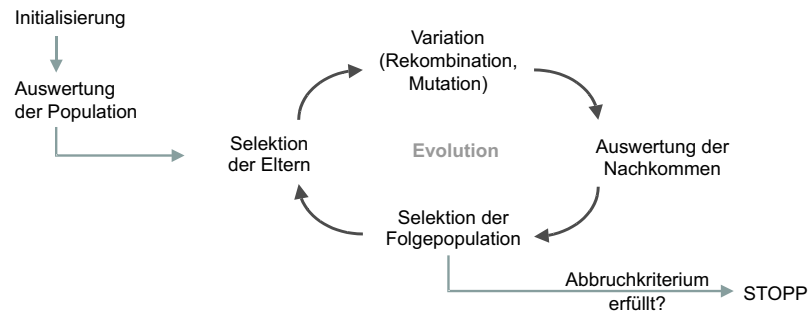 Initialisierung
Auswertung
der Population
Variation
(Rekombination,
Mutation)
Selektion
der Eltern
Evolution
Auswertung der
Nachkommen
Selektion der
Folgepopulation
Abbruchkriterium
erfüllt?
STOPP